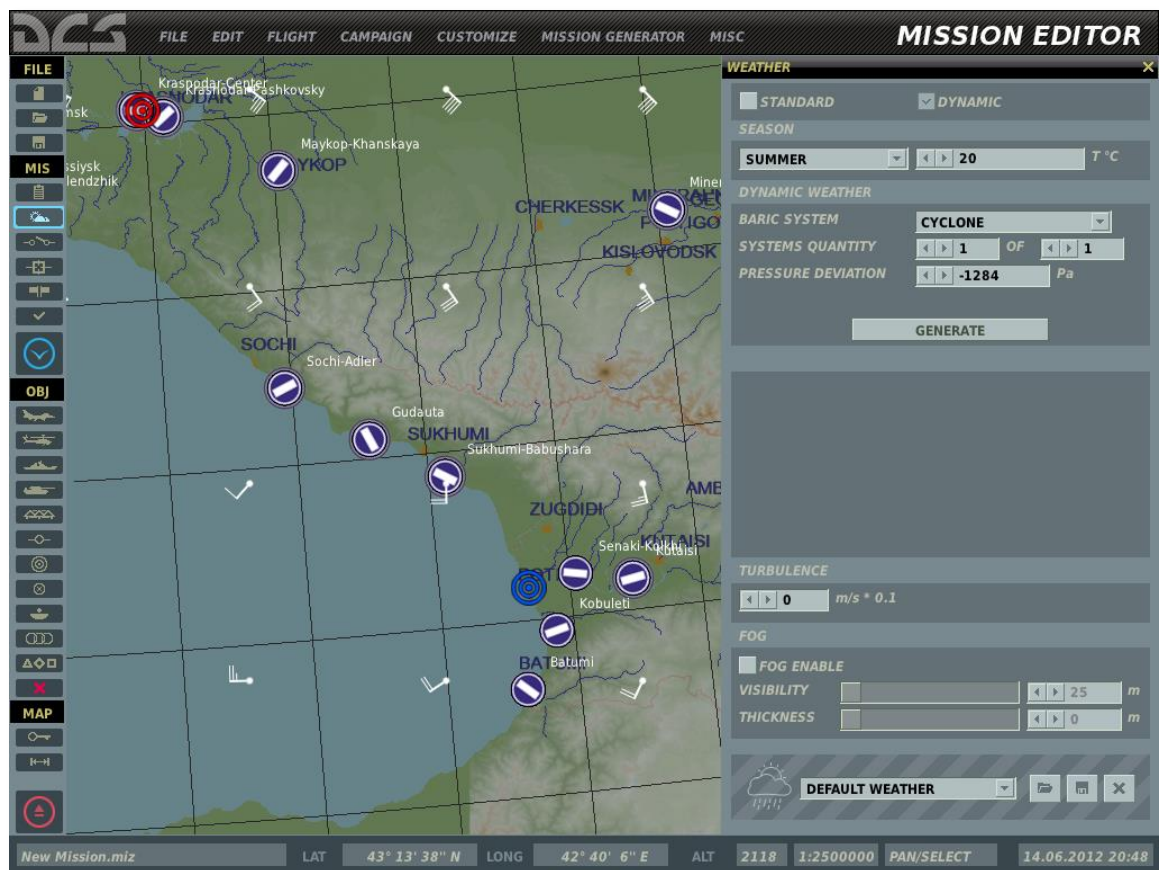 DCS
FILE EDIT FLIGHT CAMPAIGN CUSTOMIZE MISSION GENERATOR MISC
MISSION EDITOR
FILE
MIS
OBJ
MAP
Krasnodar-Center
Krasnodar-Pashkovsky
nsk
Maykop-Khanskaya
YKOP
ssiysk
lendzhik
Miner
CHERKESSK
KISLOVODSK
SOCHI
Sochi-Adler
Gudauta
SUKHUMI
Sukhumi-Babushara
AMB
ZUGDIDI
KUTAISI
Senaki-Kolkhi
Kutaisi
Kobuleti
BATUMI
Batumi
WEATHER
STANDARD
DYNAMIC
SEASON
SUMMER 20 T °C
DYNAMIC WEATHER
BARIC SYSTEM CYCLONE
SYSTEMS QUANTITY 1 OF 1
PRESSURE DEVIATION -1284 Pa
GENERATE
TURBULENCE
0 m/s * 0.1
FOG
FOG ENABLE
VISIBILITY 25 m
THICKNESS 0 m
DEFAULT WEATHER
New Mission.miz LAT 43° 13' 38" N LONG 42° 40' 6" E ALT 2118 1:2500000 PAN/SELECT 14.06.2012 20:48